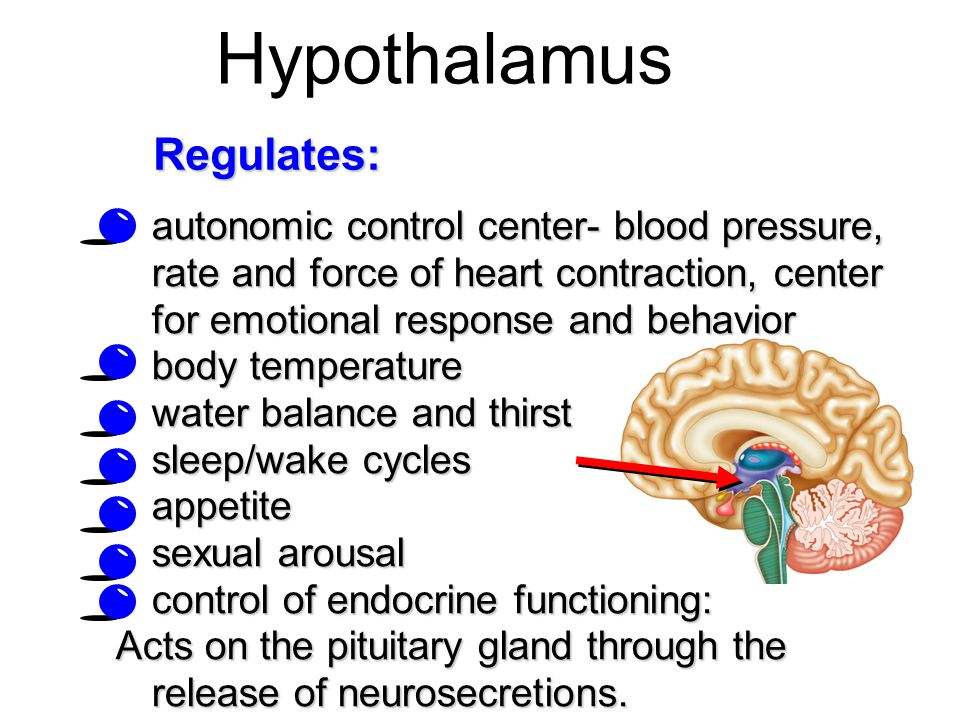 Hypothalamus
Regulates:
autonomic control center- blood pressure,
rate and force of heart contraction, center
for emotional response and behavior
body temperature
water balance and thirst
sleep/wake cycles
appetite
sexual arousal
control of endocrine functioning:
Acts on the pituitary gland through the
release of neurosecretions.